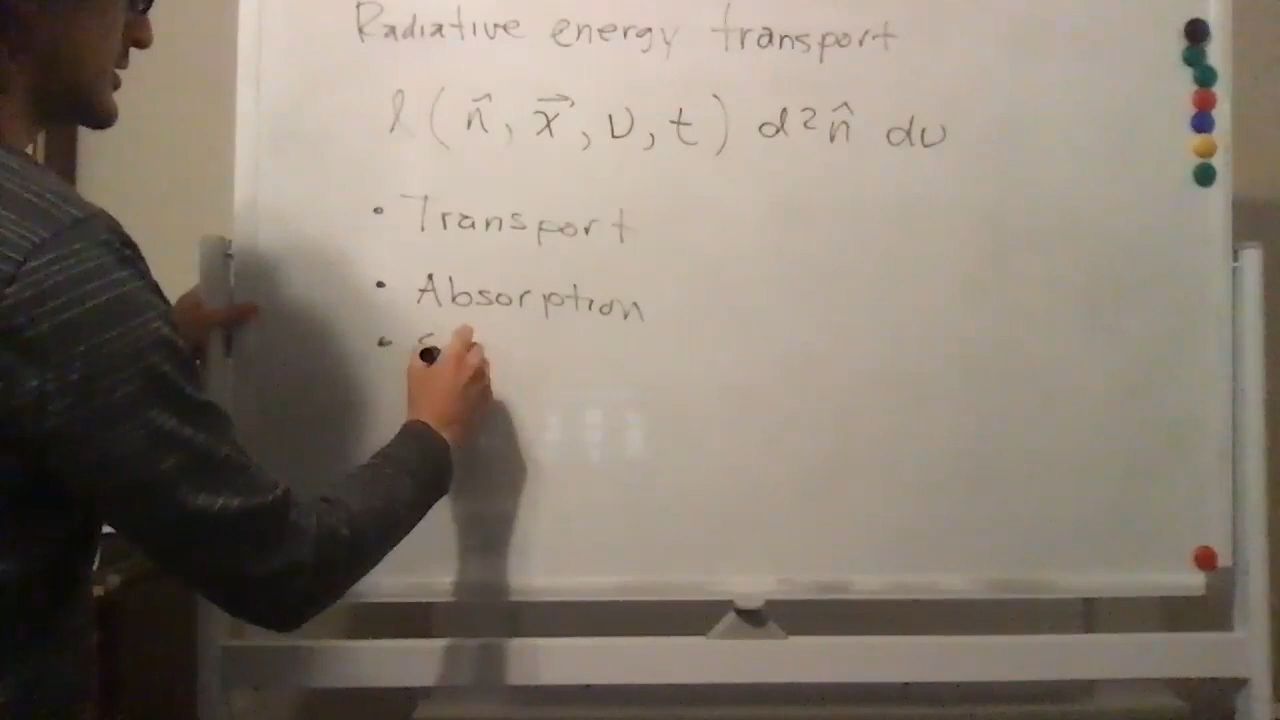 Radiative energy transport
l(n̂, x⃗, ν, t) d²n̂ dν
• Transport
• Absorption
• S